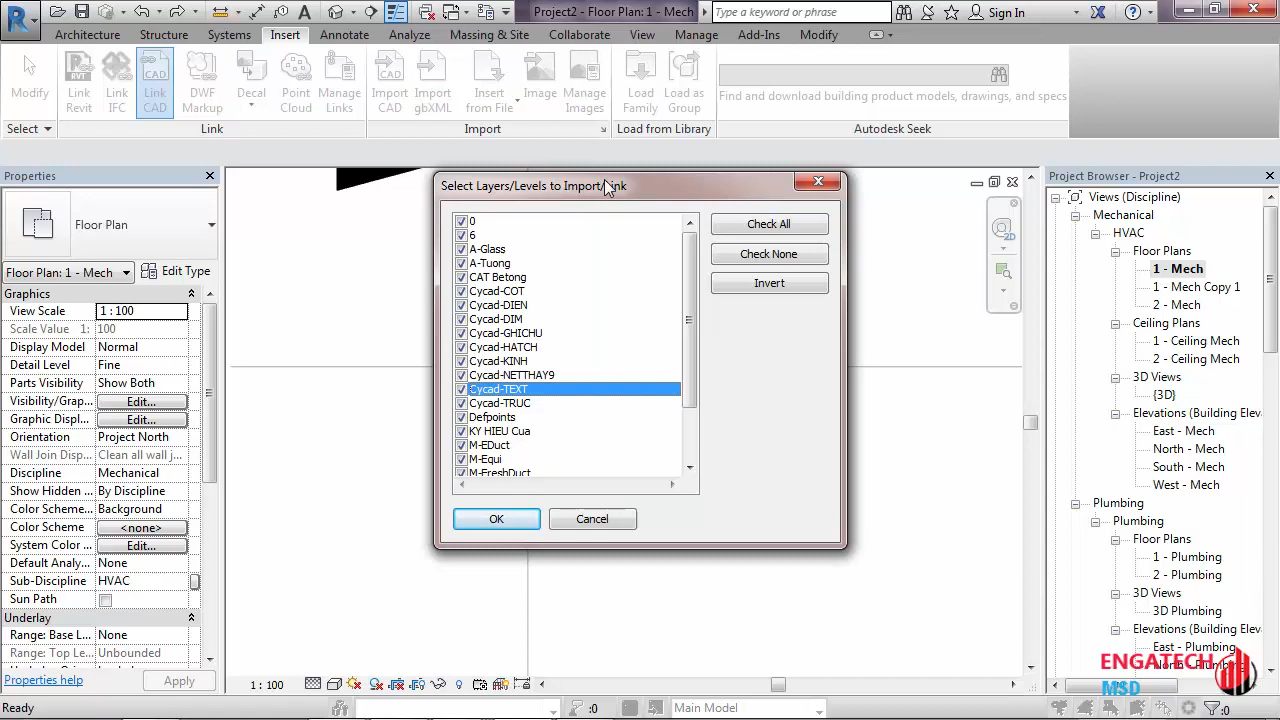 Project2 - Floor Plan: 1 - Mech
Type a keyword or phrase
Sign In
Architecture Structure Systems Insert Annotate Analyze Massing & Site Collaborate View Manage Add-Ins Modify
Modify
Link Revit
Link IFC
Link CAD
DWF Markup
Decal
Point Cloud
Manage Links
Import CAD
Import gbXML
Insert from File
Image
Manage Images
Load Family
Load as Group
Find and download building product models, drawings, and specs
Select
Link
Import
Load from Library
Autodesk Seek
Properties
Floor Plan
Floor Plan: 1 - Mech
Edit Type
Graphics
View Scale 1 : 100
Scale Value 1: 100
Display Model Normal
Detail Level Fine
Parts Visibility Show Both
Visibility/Grap... Edit...
Graphic Displ... Edit...
Orientation Project North
Wall Join Disp... Clean all wall j...
Discipline Mechanical
Show Hidden ... By Discipline
Color Scheme... Background
Color Scheme <none>
System Color ... Edit...
Default Analy... None
Sub-Discipline HVAC
Sun Path
Underlay
Range: Base L... None
Range: Top Le... Unbounded
Properties help
Apply
Select Layers/Levels to Import/Link
0
6
A-Glass
A-Tuong
CAT Betong
Cycad-COT
Cycad-DIEN
Cycad-DIM
Cycad-GHICHU
Cycad-HATCH
Cycad-KINH
Cycad-NETTHAY9
Cycad-TEXT
Cycad-TRUC
Defpoints
KY HIEU Cua
M-EDuct
M-Equi
M-FreshDuct
Check All
Check None
Invert
OK
Cancel
2D
Project Browser - Project2
Views (Discipline)
Mechanical
HVAC
Floor Plans
1 - Mech
1 - Mech Copy 1
2 - Mech
Ceiling Plans
1 - Ceiling Mech
2 - Ceiling Mech
3D Views
{3D}
Elevations (Building Elev
East - Mech
North - Mech
South - Mech
West - Mech
Plumbing
Plumbing
Floor Plans
1 - Plumbing
2 - Plumbing
3D Views
3D Plumbing
Elevations (Building Elev
East - Plumbing
ENGATECH
MSD
1 : 100
:0
Main Model
:0